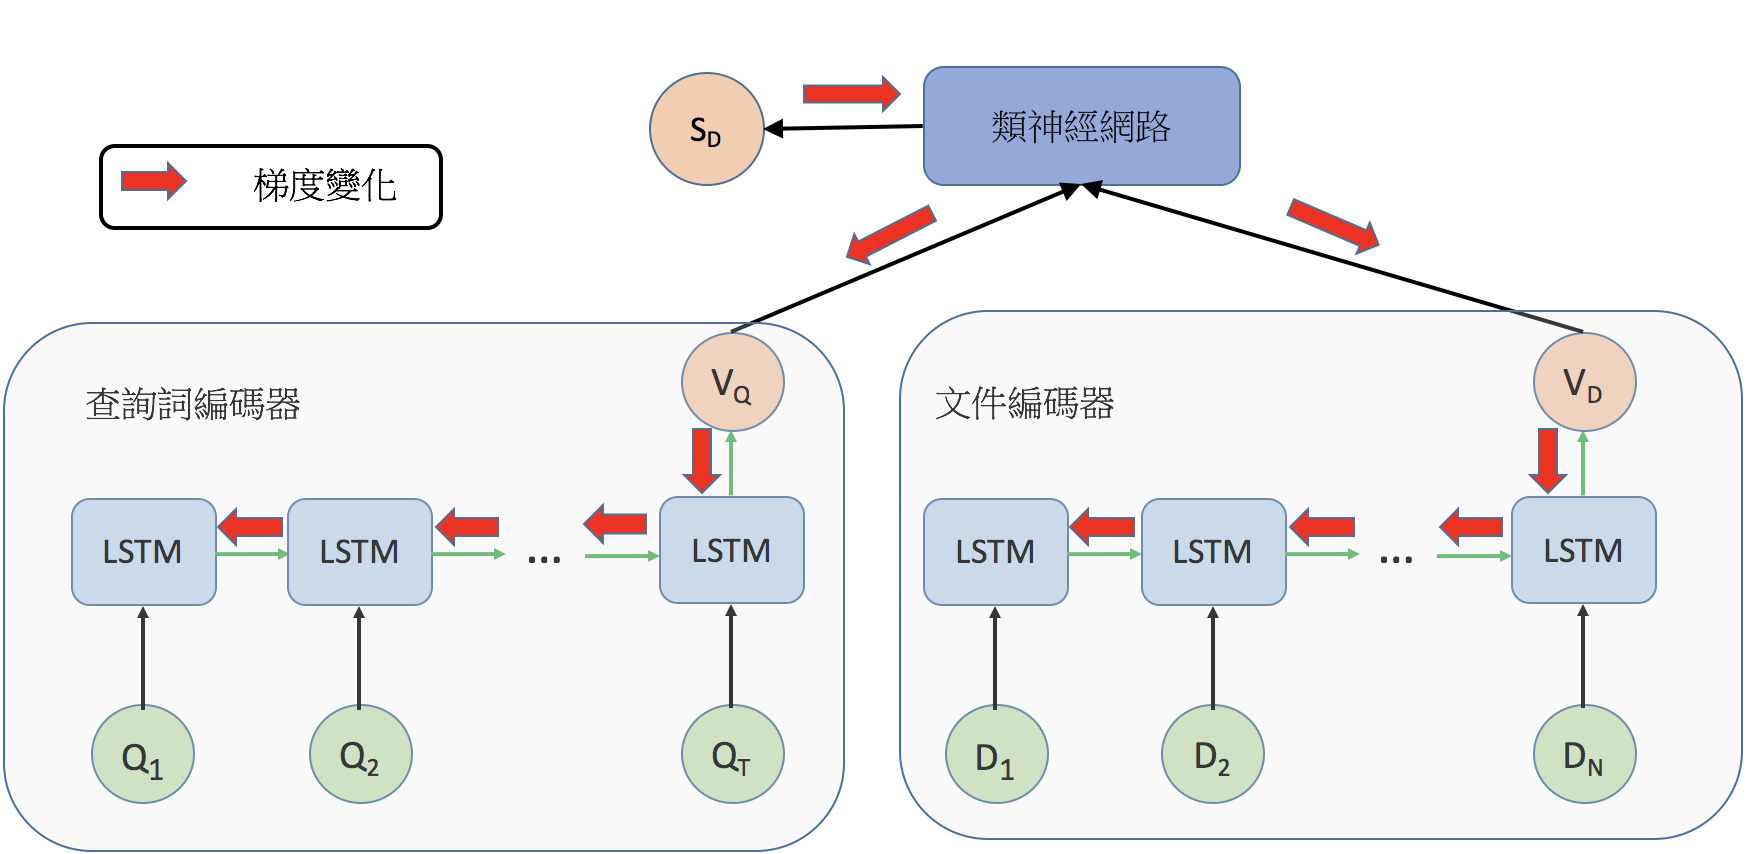 S_D
類神經網路
梯度變化
查詢詞編碼器
V_Q
文件編碼器
V_D
LSTM
LSTM
...
LSTM
LSTM
LSTM
...
LSTM
Q_1
Q_2
Q_T
D_1
D_2
D_N